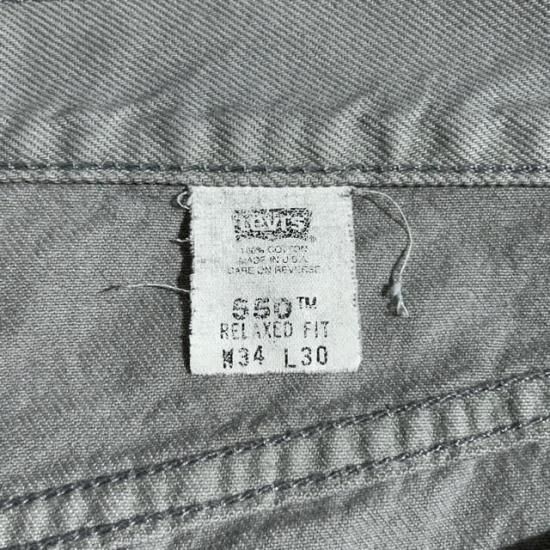 Levi's
100% COTTON
MADE IN U.S.A.
CARE ON REVERSE
550™
RELAXED FIT
W34 L30